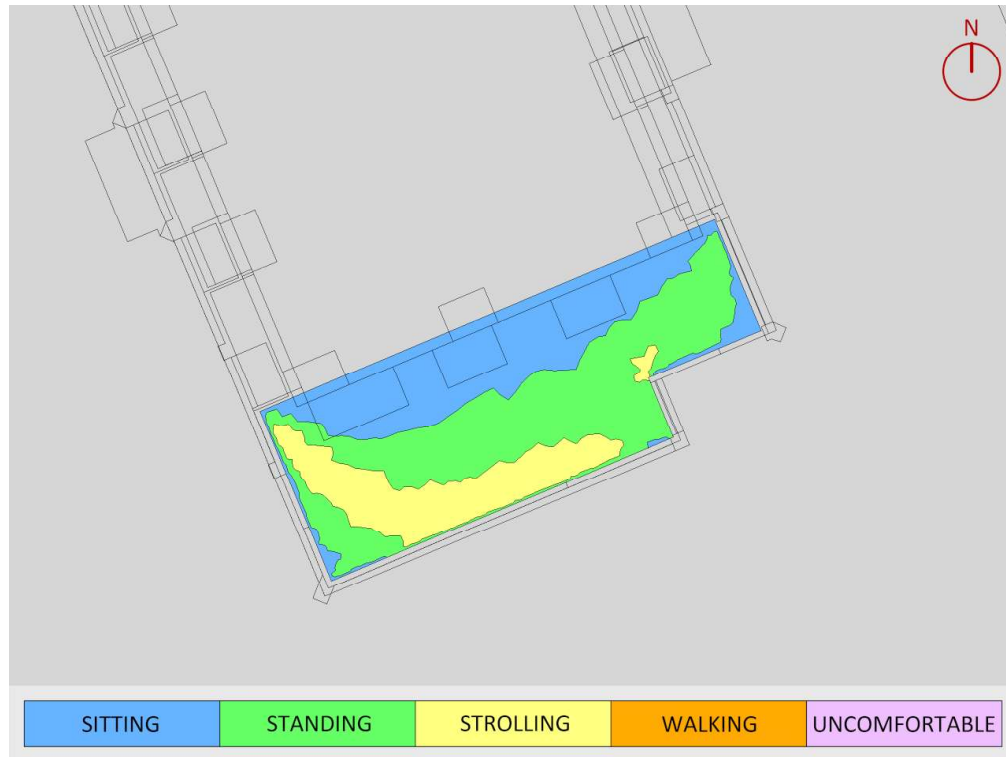 N
SITTING
STANDING
STROLLING
WALKING
UNCOMFORTABLE